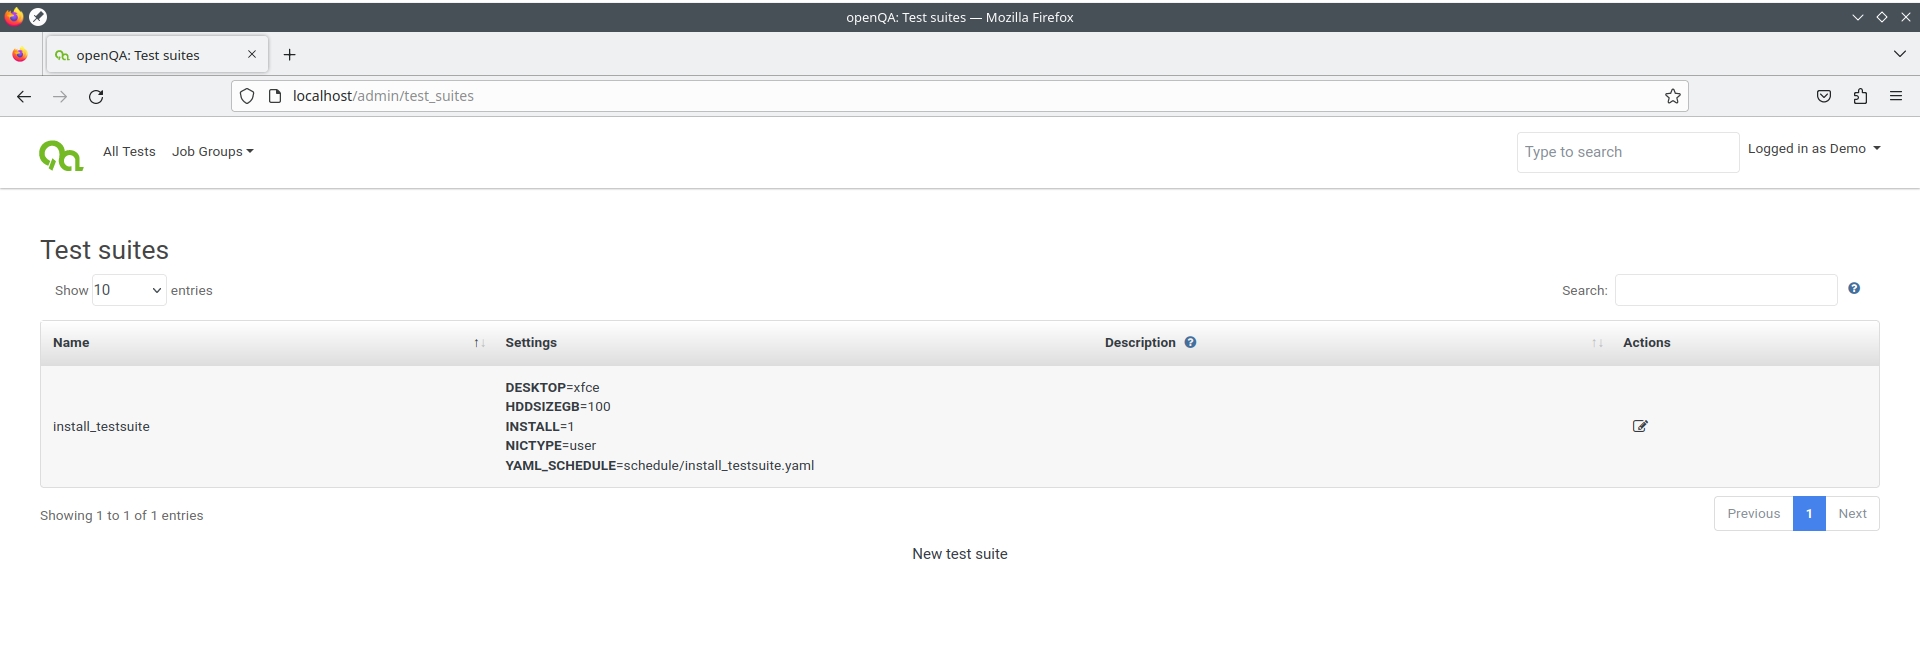 openQA: Test suites — Mozilla Firefox
openQA: Test suites
localhost/admin/test_suites
All Tests Job Groups Type to search Logged in as Demo
Test suites
Show 10 entries Search:
Name Settings Description Actions
DESKTOP=xfce
HDDSIZEGB=100
install_testsuite INSTALL=1
NICTYPE=user
YAML_SCHEDULE=schedule/install_testsuite.yaml
Showing 1 to 1 of 1 entries Previous 1 Next
New test suite